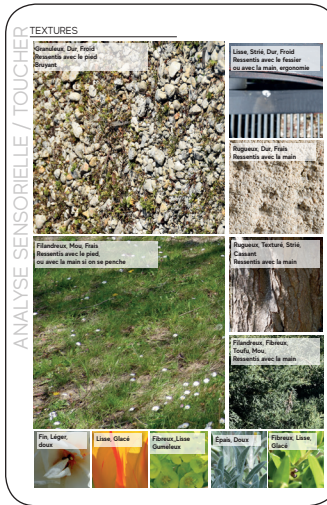 ANALYSE SENSORIELLE / TOUCHER
TEXTURES
Granuleux, Dur, Froid
Ressentis avec le pied
Bruyant
Lisse, Strié, Dur, Froid
Ressentis avec le fessier
ou avec la main, ergonomie
Rugueux, Dur, Frais
Ressentis avec la main
Filandreux, Mou, Frais
Ressentis avec le pied,
ou avec la main si on se penche
Rugueux, Texturé, Strié,
Cassant
Ressentis avec la main
Filandreux, Fibreux,
Toufu, Mou,
Ressentis avec la main
Fin, Léger,
doux
Lisse, Glacé
Fibreux, Lisse
Gumeleux
Épais, Doux
Fibreux, Lisse,
Glacé